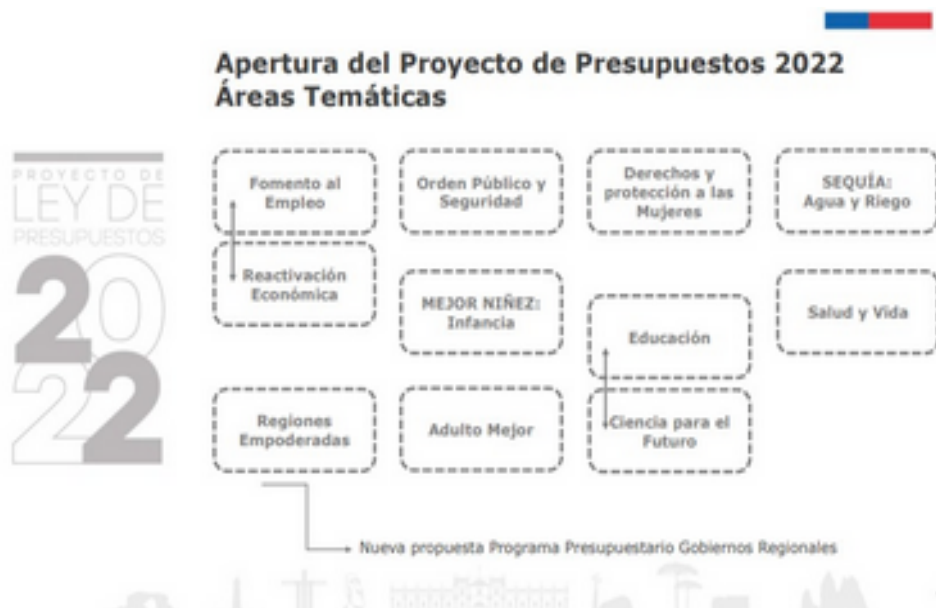 Apertura del Proyecto de Presupuestos 2022
Áreas Temáticas
PROYECTO DE
LEY DE
PRESUPUESTOS
2022
Fomento al
Empleo
Orden Público y
Seguridad
Derechos y
protección a las
Mujeres
SEQUÍA:
Agua y Riego
Reactivación
Económica
MEJOR NIÑEZ:
Infancia
Educación
Salud y Vida
Regiones
Empoderadas
Adulto Mejor
Ciencia para el
Futuro
Nueva propuesta Programa Presupuestario Gobiernos Regionales